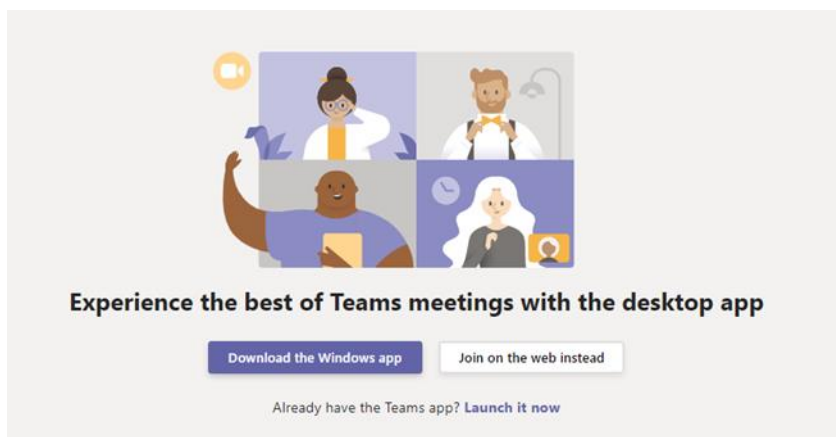 Experience the best of Teams meetings with the desktop app
Download the Windows app
Join on the web instead
Already have the Teams app? Launch it now